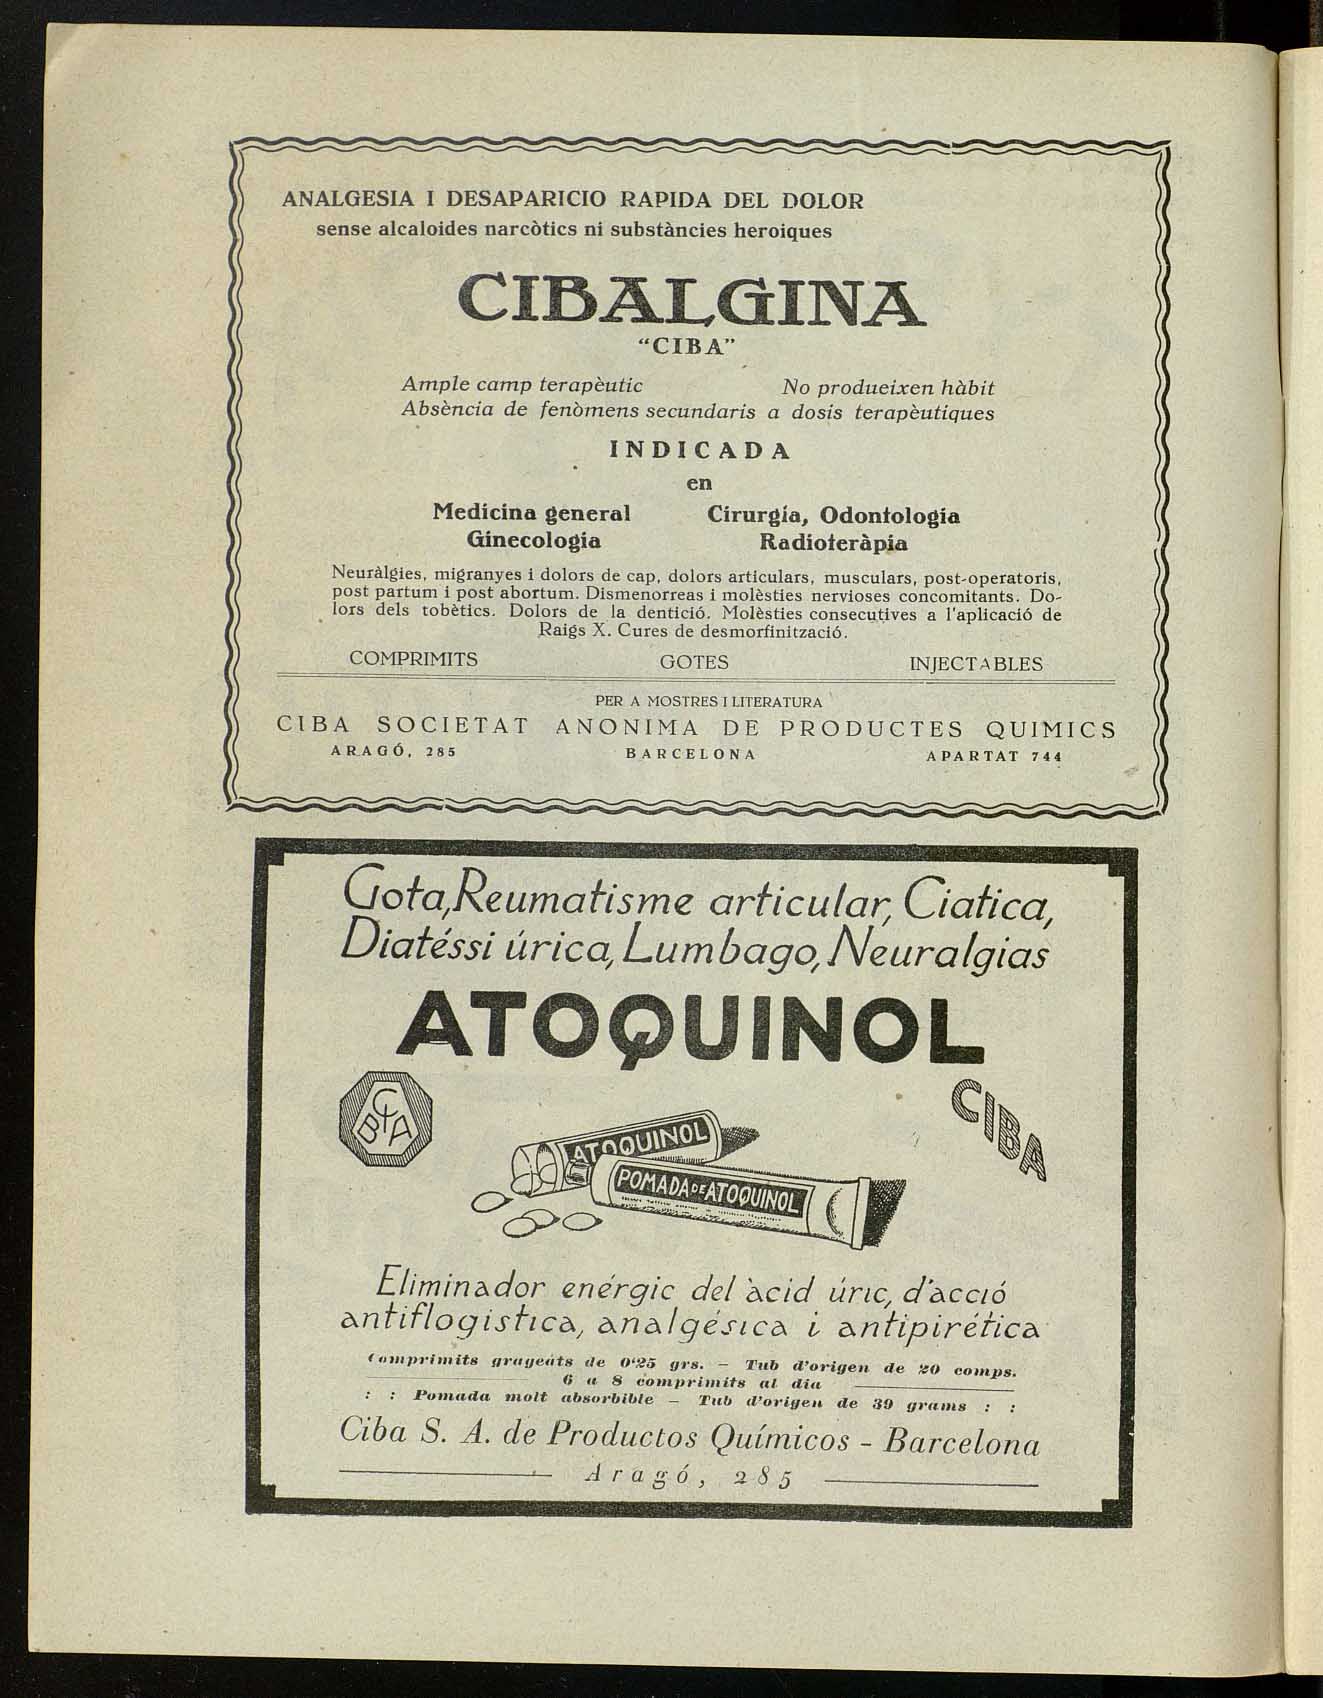 ANALGESIA I DESAPARICIO RAPIDA DEL DOLOR
sense alcaloides narcòtics ni substàncies heroiques
CIBALGINA
“CIBA”
Ample camp terapèutic No produeixen hàbit
Absència de fenòmens secundaris a dosis terapèutiques
INDICADA
en
Medicina general Cirurgía, Odontologia
Ginecologia Radioteràpia
Neuràlgies, migranyes i dolors de cap, dolors articulars, musculars, post-operatoris,
post partum i post abortum. Dismenorreas i molèsties nervioses concomitants. Do-
lors dels tobètics. Dolors de la dentició. Molèsties consecutives a l'aplicació de
Raigs X. Cures de desmorfinització.
COMPRIMITS GOTES INJECTABLES
PER A MOSTRES I LITERATURA
CIBA SOCIETAT ANONIMA DE PRODUCTES QUIMICS
ARAGÓ, 285 BARCELONA APARTAT 744
Gota, Reumatisme articular, Ciatica,
Diatéssi úrica, Lumbago, Neuralgias
ATOQUINOL
CIBA
CIBA
ATOQUINOL
POMADA DE ATOQUINOL
Eliminador enérgic del àcid úric, d'acció
antiflogistica, analgésica i antipirética
Comprimits grageats de 0'25 grs. — Tub d'origen de 20 comps.
6 a 8 comprimits al dia
: : Pomada molt absorbible — Tub d'origen de 39 grams : :
Ciba S. A. de Productos Químicos - Barcelona
Aragó, 285